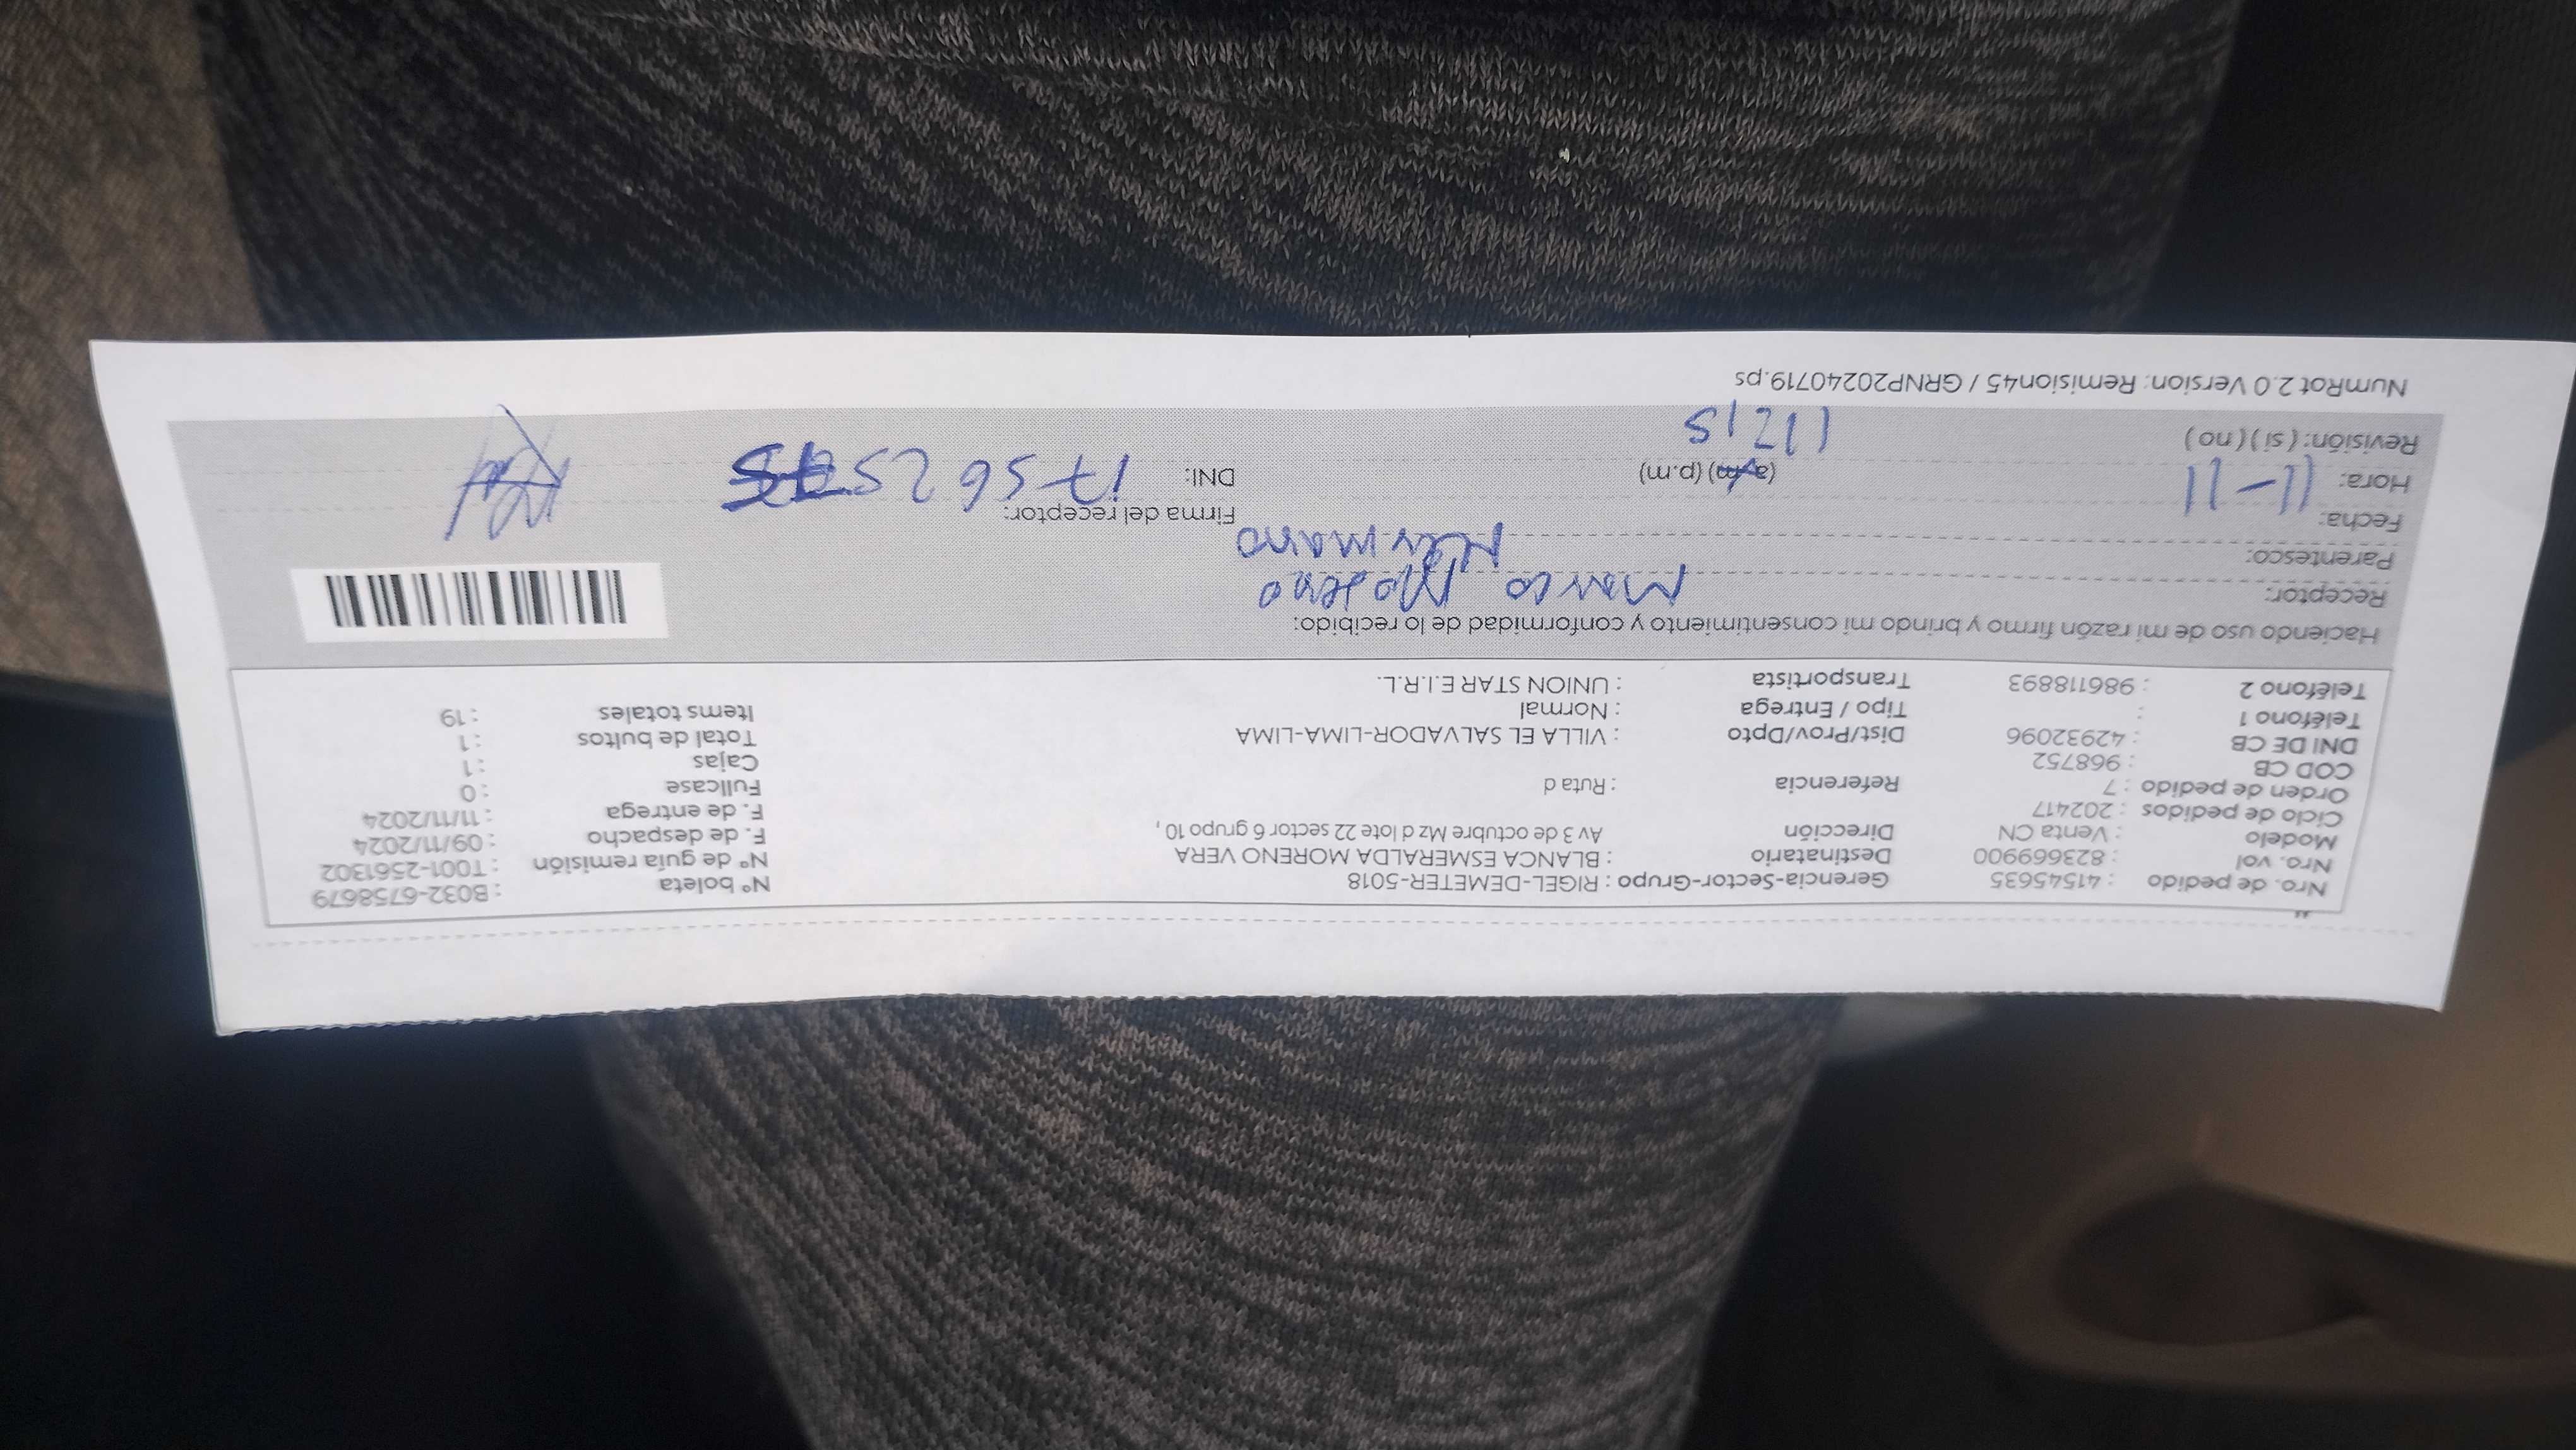 Nro. de pedido : 41545635 Gerencia-Sector-Grupo : RIGEL-DEMETER-5018 N° boleta : B032-6758679
Nro. vol : 823669900 Destinatario : BLANCA ESMERALDA MORENO VERA N° de guía remisión : T001-2561302
Modelo : Venta CN Dirección Av 3 de octubre Mz d lote 22 sector 6 grupo 10 , F. de despacho : 09/11/2024
Ciclo de pedidos : 202417 F. de entrega : 11/11/2024
Orden de pedido : 7 Referencia : Ruta d Fullcase : 0
COD CB : 968752 Cajas : 1
DNI DE CB : 42932096 Dist/Prov/Dpto : VILLA EL SALVADOR-LIMA-LIMA Total de bultos : 1
Teléfono 1 : Tipo / Entrega : Normal Items totales : 19
Teléfono 2 : 986118893 Transportista : UNION STAR E.I.R.L.
Haciendo uso de mi razón firmo y brindo mi consentimiento y conformidad de lo recibido:
Receptor: Marco Moreno
Parentesco: Hermano
Fecha: 11-11 Firma del receptor:
Hora: (a.m) (p.m) DNI:
Revisión: ( si ) ( no )
NumRot 2.0 Version: Remision45 / GRNP20240719.ps